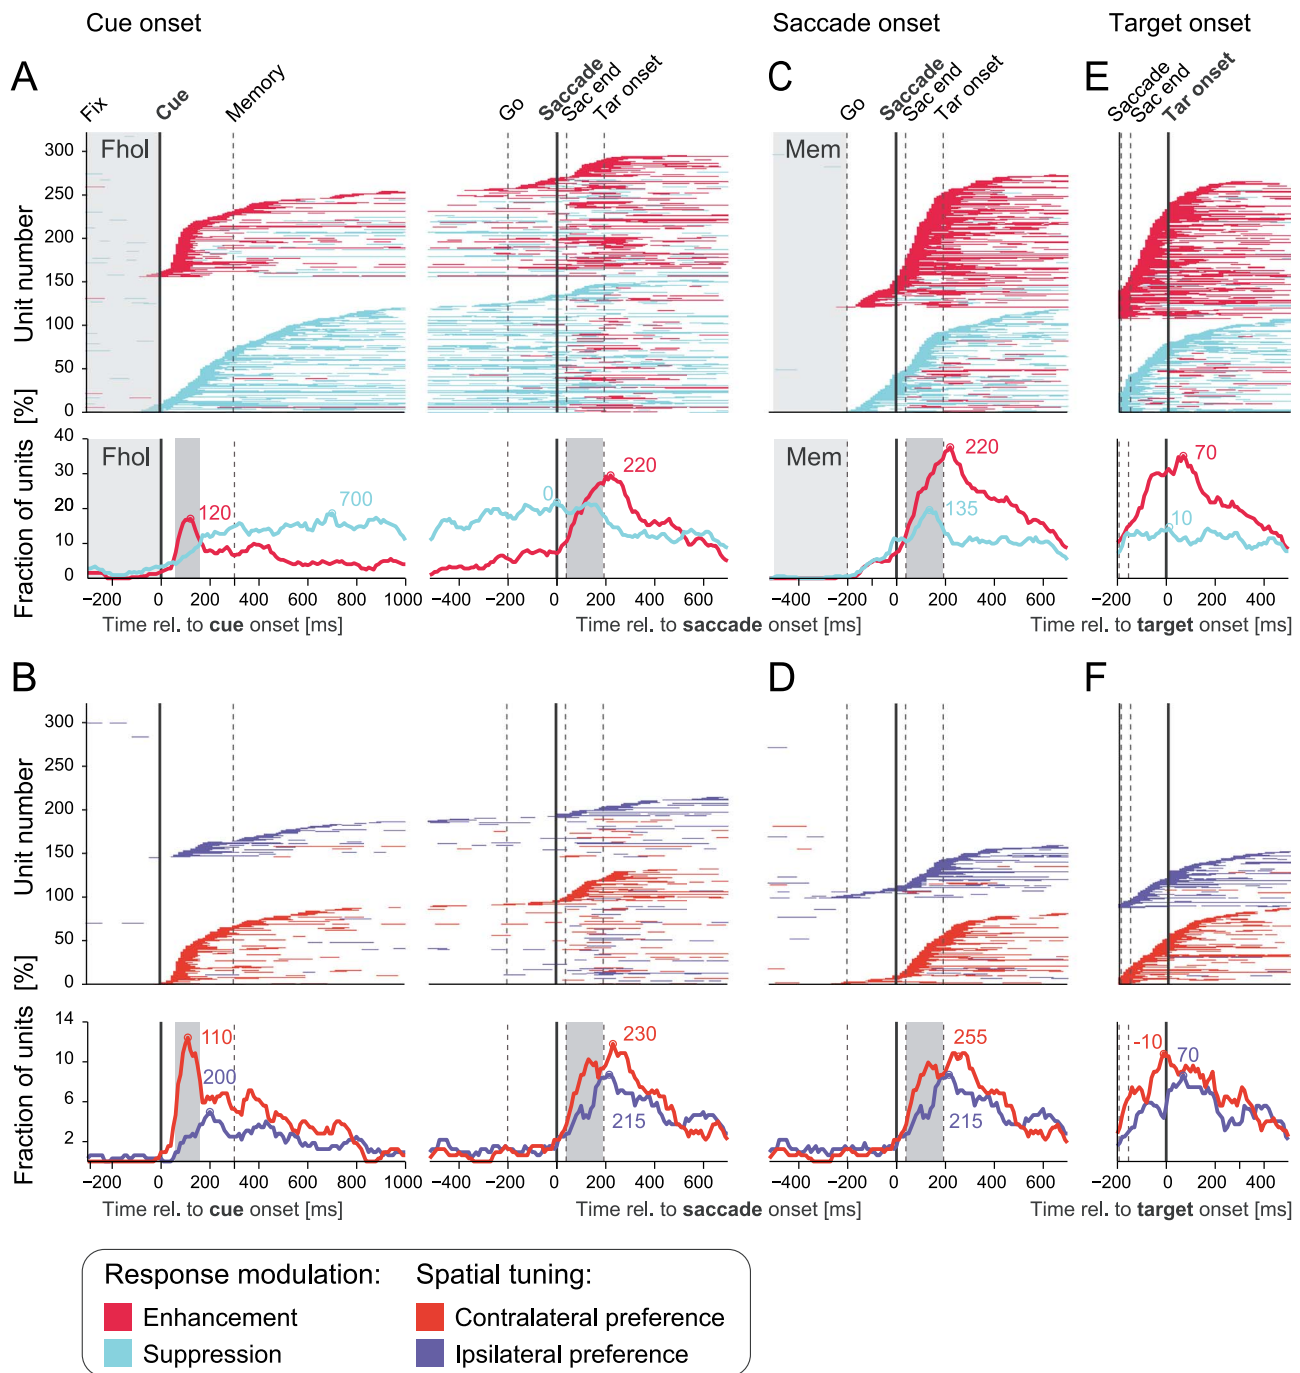 Cue onset
Saccade onset
Target onset
A
Fix
Cue
Memory
Go
Saccade
Sac end
Tar onset
C
Go
Saccade
Sac end
Tar onset
E
Saccade
Sac end
Tar onset
Unit number
300
250
200
150
100
50
0
Fhol
Mem
Fraction of units [%]
40
30
20
10
0
Fhol
120
700
0
220
Mem
220
135
70
10
−200 0 200 400 600 800 1000
−400 −200 0 200 400 600
−400 −200 0 200 400 600
−200 0 200 400
Time rel. to cue onset [ms]
Time rel. to saccade onset [ms]
Time rel. to target onset [ms]
B
D
F
Unit number
300
250
200
150
100
50
0
Fraction of units [%]
14
10
6
2
110
200
230
215
255
215
-10
70
−200 0 200 400 600 800 1000
−400 −200 0 200 400 600
−400 −200 0 200 400 600
−200 0 200 400
Time rel. to cue onset [ms]
Time rel. to saccade onset [ms]
Time rel. to target onset [ms]
Response modulation:
Enhancement
Suppression
Spatial tuning:
Contralateral preference
Ipsilateral preference